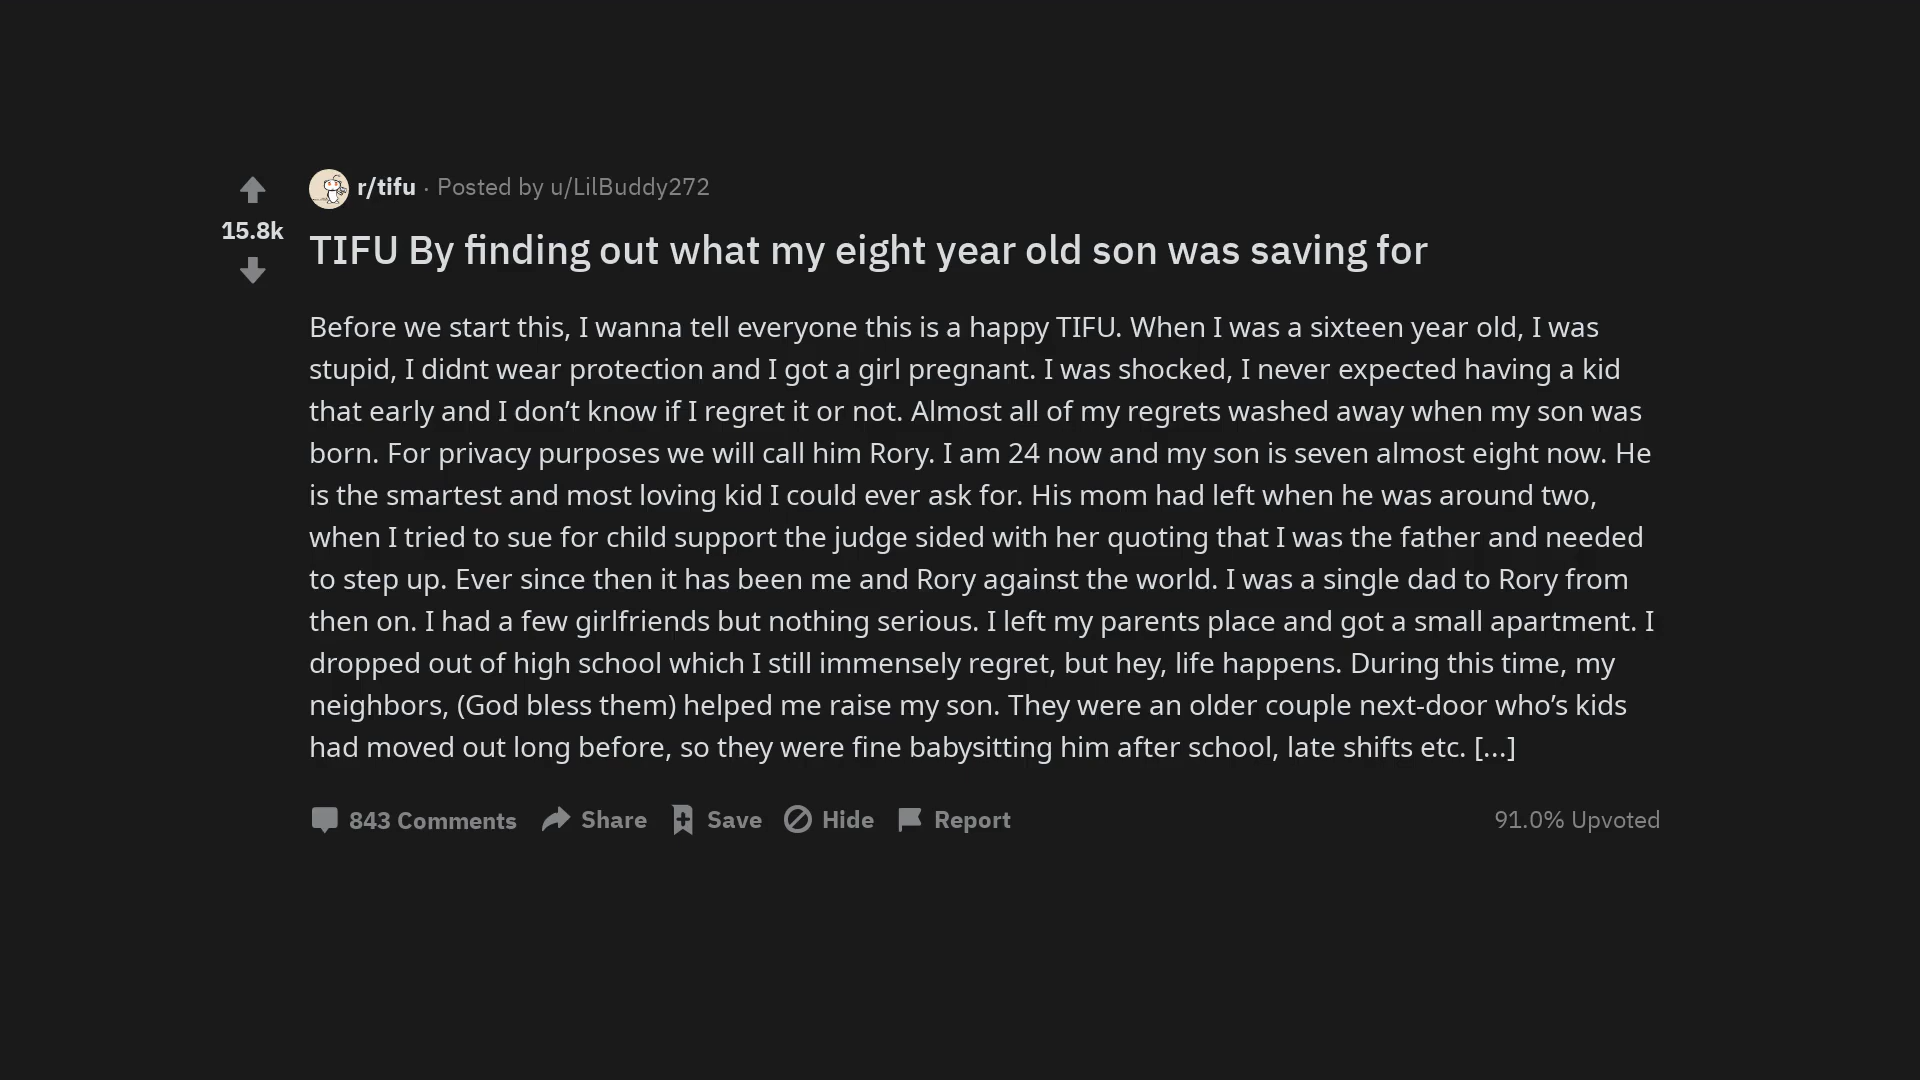 r/tifu · Posted by u/LilBuddy272
15.8k
TIFU By finding out what my eight year old son was saving for
Before we start this, I wanna tell everyone this is a happy TIFU. When I was a sixteen year old, I was
stupid, I didnt wear protection and I got a girl pregnant. I was shocked, I never expected having a kid
that early and I don’t know if I regret it or not. Almost all of my regrets washed away when my son was
born. For privacy purposes we will call him Rory. I am 24 now and my son is seven almost eight now. He
is the smartest and most loving kid I could ever ask for. His mom had left when he was around two,
when I tried to sue for child support the judge sided with her quoting that I was the father and needed
to step up. Ever since then it has been me and Rory against the world. I was a single dad to Rory from
then on. I had a few girlfriends but nothing serious. I left my parents place and got a small apartment. I
dropped out of high school which I still immensely regret, but hey, life happens. During this time, my
neighbors, (God bless them) helped me raise my son. They were an older couple next-door who’s kids
had moved out long before, so they were fine babysitting him after school, late shifts etc. [...]
843 Comments Share Save Hide Report 91.0% Upvoted